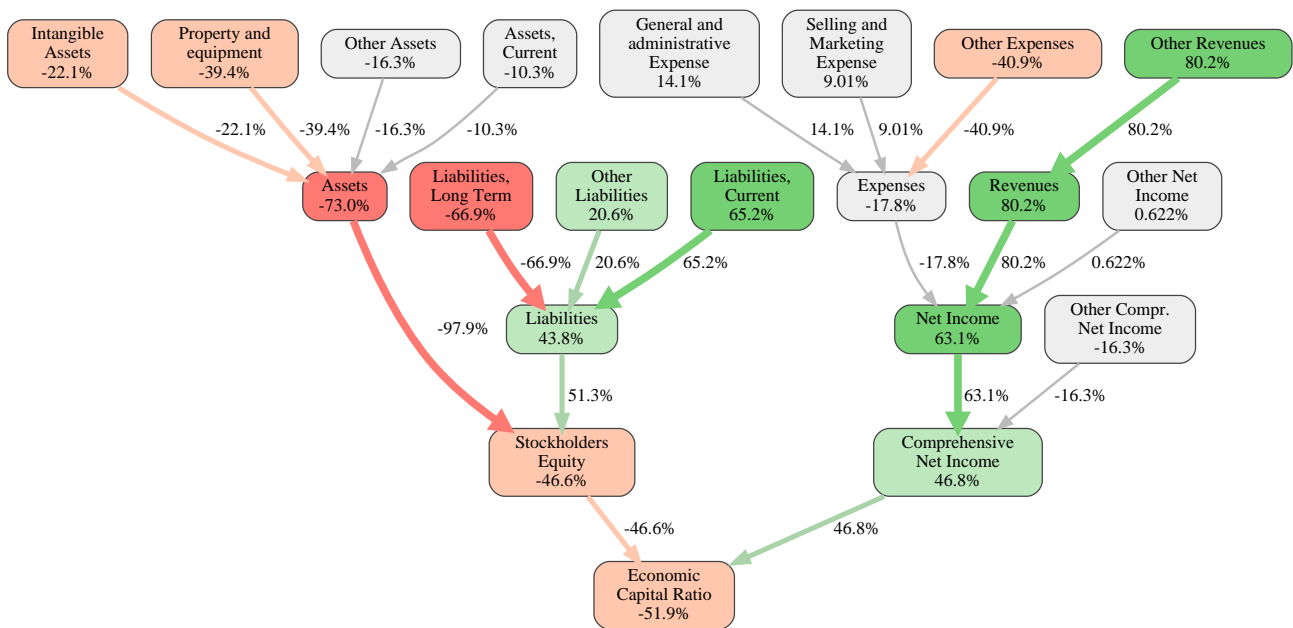 Intangible
Assets
-22.1%
Property and
equipment
-39.4%
Other Assets
-16.3%
Assets,
Current
-10.3%
General and
administrative
Expense
14.1%
Selling and
Marketing
Expense
9.01%
Other Expenses
-40.9%
Other Revenues
80.2%
-22.1%
-39.4%
-16.3%
-10.3%
14.1%
9.01%
-40.9%
80.2%
Assets
-73.0%
Liabilities,
Long Term
-66.9%
Other
Liabilities
20.6%
Liabilities,
Current
65.2%
Expenses
-17.8%
Revenues
80.2%
Other Net
Income
0.622%
-66.9%
20.6%
65.2%
-17.8%
80.2%
0.622%
-97.9%
Liabilities
43.8%
Net Income
63.1%
Other Compr.
Net Income
-16.3%
51.3%
63.1%
-16.3%
Stockholders
Equity
-46.6%
Comprehensive
Net Income
46.8%
-46.6%
46.8%
Economic
Capital Ratio
-51.9%